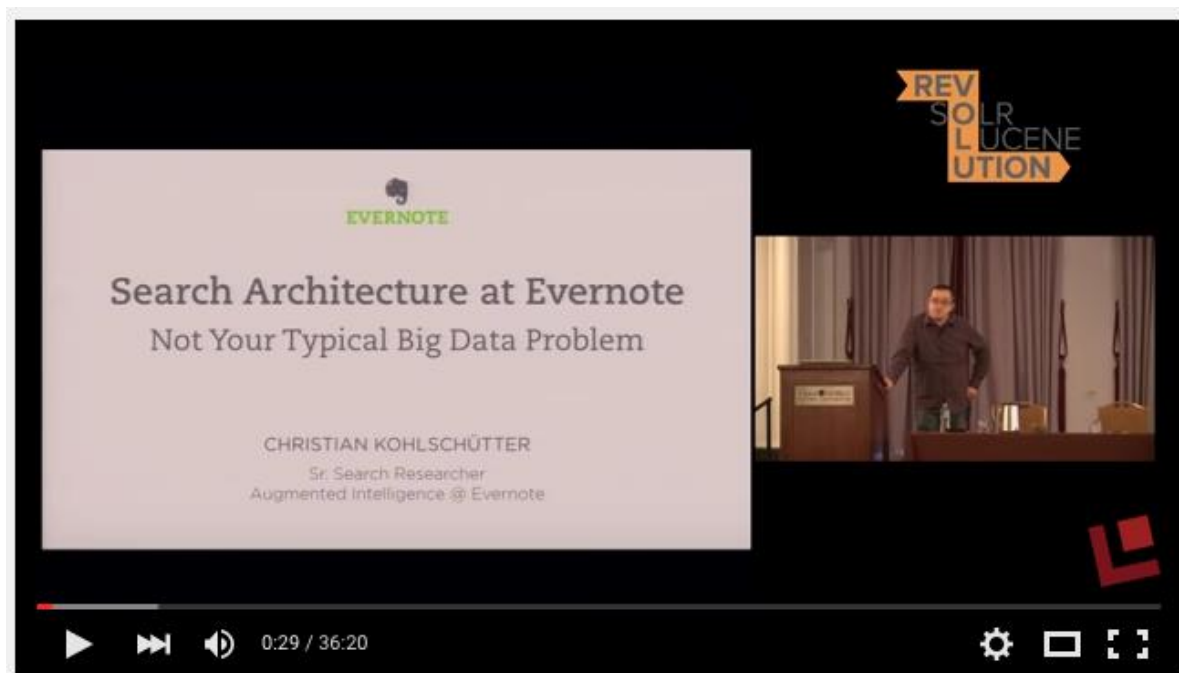 REV
SOLR
LUCENE
UTION
EVERNOTE
Search Architecture at Evernote
Not Your Typical Big Data Problem
CHRISTIAN KOHLSCHÜTTER
Sr. Search Researcher
Augmented Intelligence @ Evernote
0:29 / 36:20